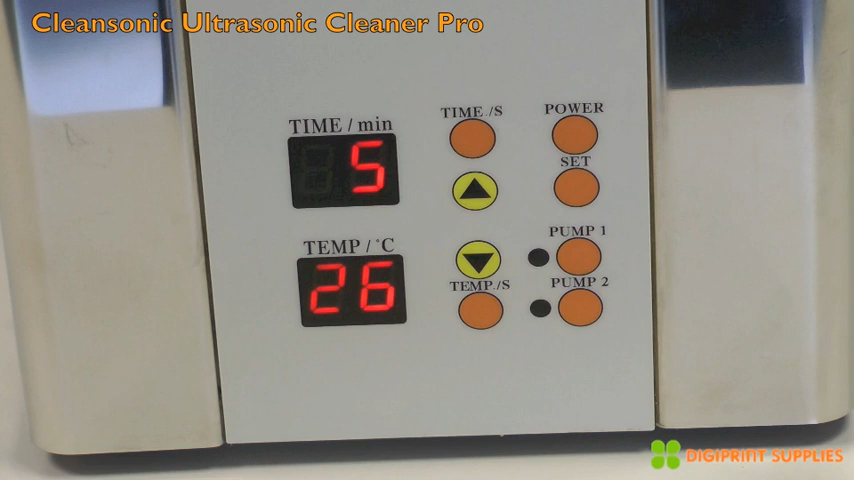 Cleansonic Ultrasonic Cleaner Pro
TIME / min
5
TEMP / °C
26
TIME./S
TEMP./S
POWER
SET
PUMP 1
PUMP 2
DIGIPRINT SUPPLIES